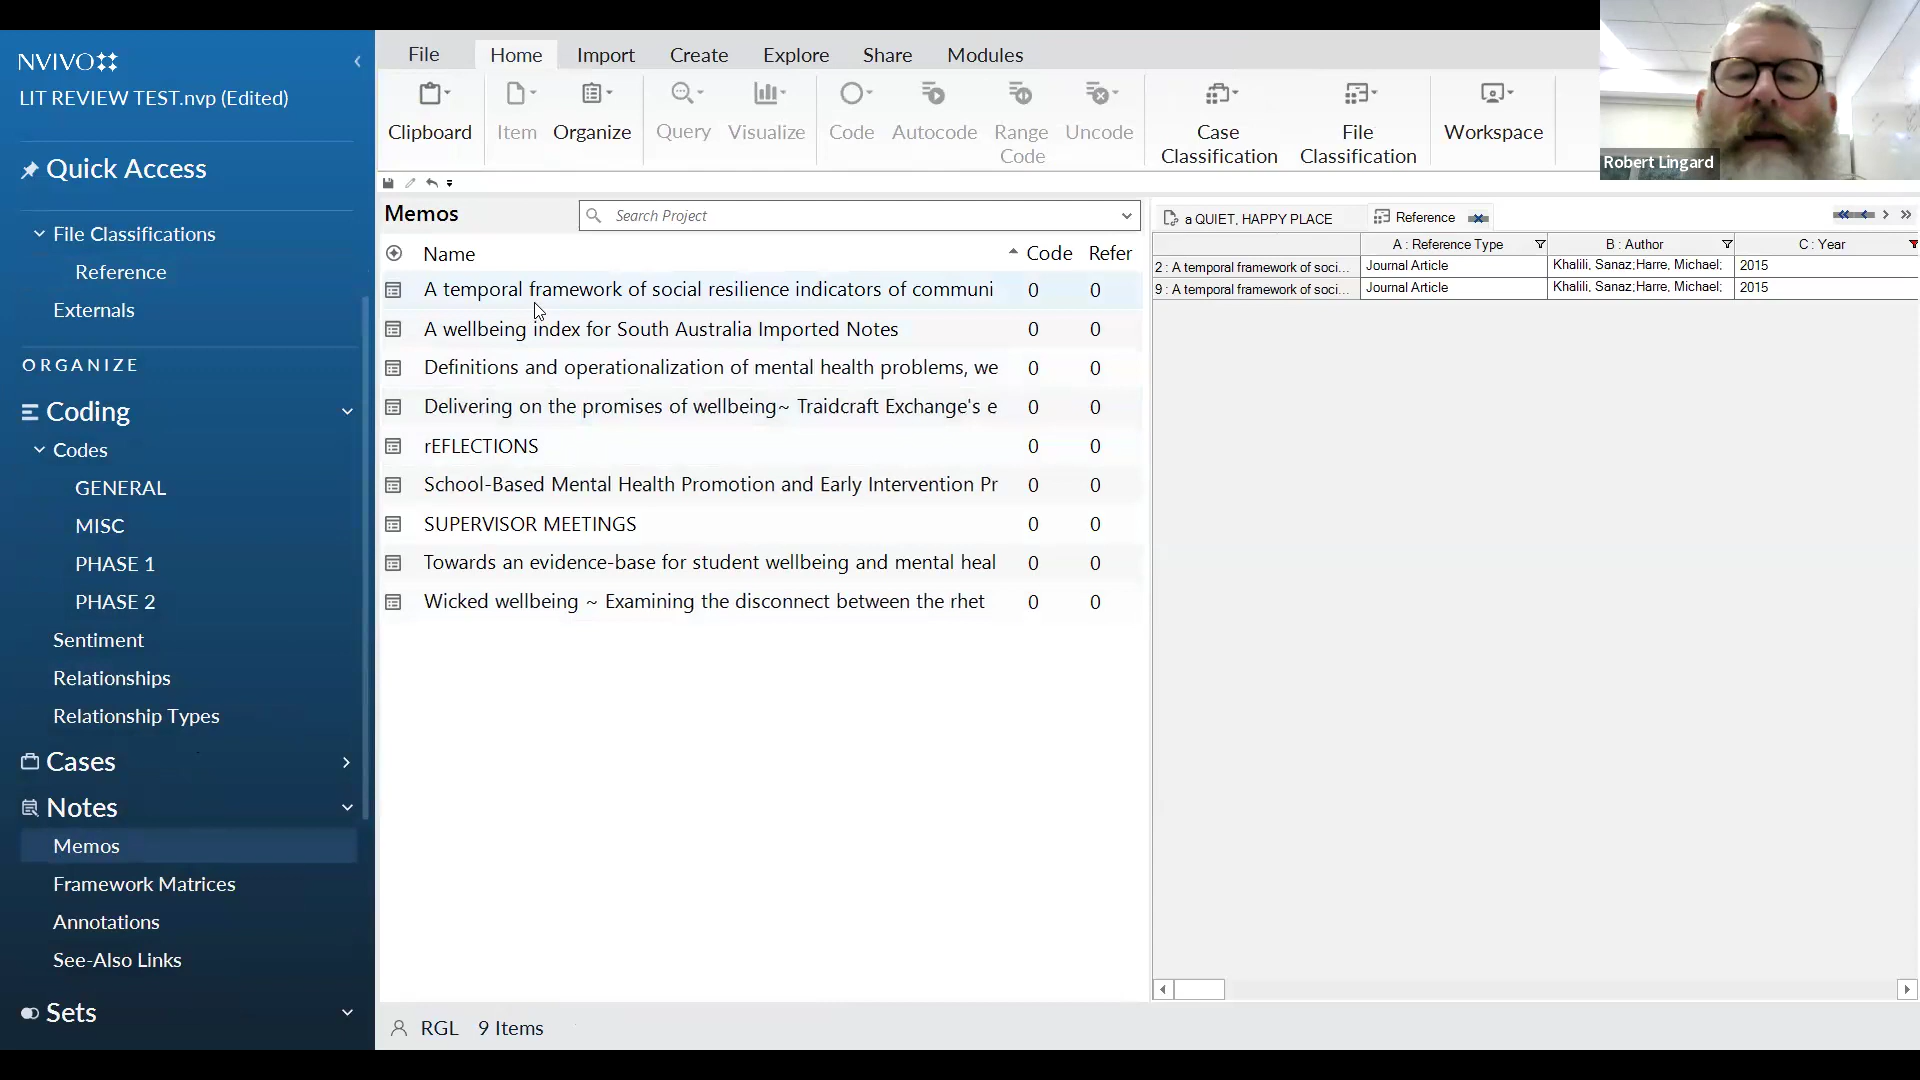 NVIVO
LIT REVIEW TEST.nvp (Edited)
Quick Access
File Classifications
Reference
Externals
ORGANIZE
Coding
Codes
GENERAL
MISC
PHASE 1
PHASE 2
Sentiment
Relationships
Relationship Types
Cases
Notes
Memos
Framework Matrices
Annotations
See-Also Links
Sets
File Home Import Create Explore Share Modules
Clipboard Item Organize Query Visualize Code Autocode Range Code Uncode Case Classification File Classification Workspace
Robert Lingard
Memos Search Project
Name Code Refer
A temporal framework of social resilience indicators of communi 0 0
A wellbeing index for South Australia Imported Notes 0 0
Definitions and operationalization of mental health problems, we 0 0
Delivering on the promises of wellbeing~ Traidcraft Exchange's e 0 0
rEFLECTIONS 0 0
School-Based Mental Health Promotion and Early Intervention Pr 0 0
SUPERVISOR MEETINGS 0 0
Towards an evidence-base for student wellbeing and mental heal 0 0
Wicked wellbeing ~ Examining the disconnect between the rhet 0 0
a QUIET, HAPPY PLACE Reference
A : Reference Type B : Author C : Year
2 : A temporal framework of soci... Journal Article Khalili, Sanaz;Harre, Michael; 2015
9 : A temporal framework of soci... Journal Article Khalili, Sanaz;Harre, Michael; 2015
RGL 9 Items